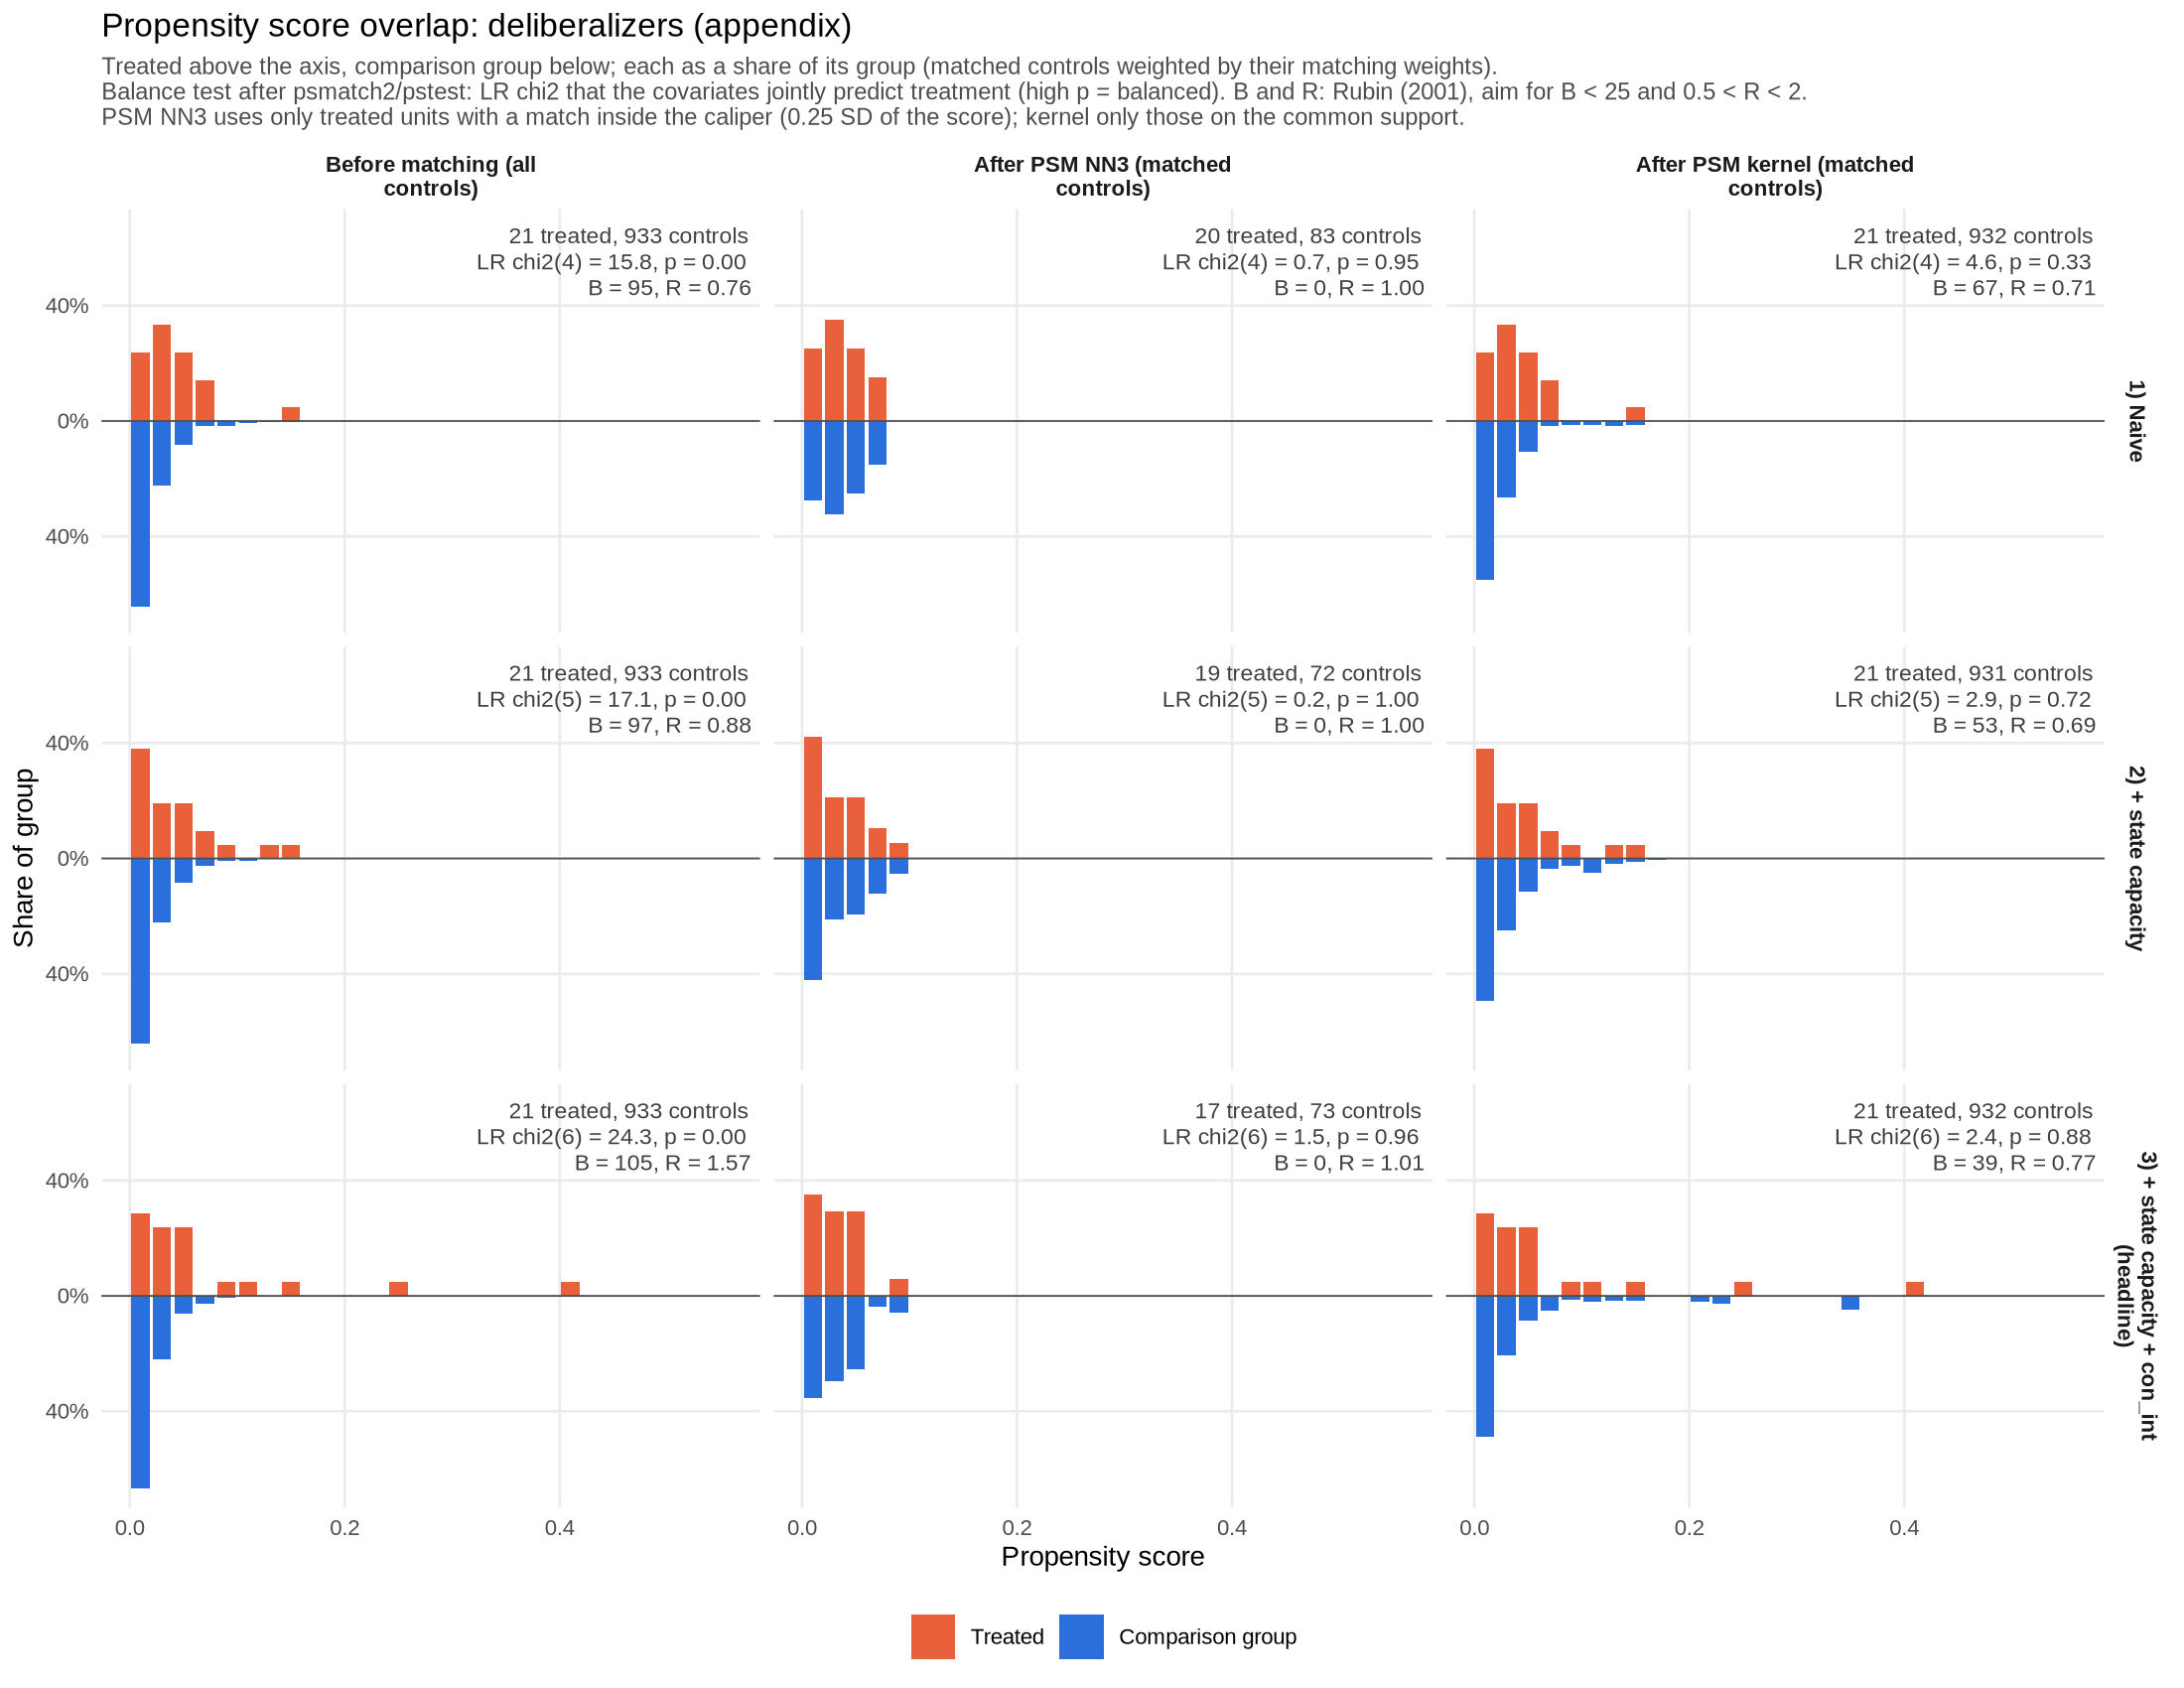 Propensity score overlap: deliberalizers (appendix)
Treated above the axis, comparison group below; each as a share of its group (matched controls weighted by their matching weights).
Balance test after psmatch2/pstest: LR chi2 that the covariates jointly predict treatment (high p = balanced). B and R: Rubin (2001), aim for B < 25 and 0.5 < R < 2.
PSM NN3 uses only treated units with a match inside the caliper (0.25 SD of the score); kernel only those on the common support.
Before matching (all
controls)
After PSM NN3 (matched
controls)
After PSM kernel (matched
controls)
21 treated, 933 controls
LR chi2(4) = 15.8, p = 0.00
B = 95, R = 0.76
20 treated, 83 controls
LR chi2(4) = 0.7, p = 0.95
B = 0, R = 1.00
21 treated, 932 controls
LR chi2(4) = 4.6, p = 0.33
B = 67, R = 0.71
40%
0%
40%
1) Naive
21 treated, 933 controls
LR chi2(5) = 17.1, p = 0.00
B = 97, R = 0.88
19 treated, 72 controls
LR chi2(5) = 0.2, p = 1.00
B = 0, R = 1.00
21 treated, 931 controls
LR chi2(5) = 2.9, p = 0.72
B = 53, R = 0.69
40%
0%
40%
2) + state capacity
Share of group
21 treated, 933 controls
LR chi2(6) = 24.3, p = 0.00
B = 105, R = 1.57
17 treated, 73 controls
LR chi2(6) = 1.5, p = 0.96
B = 0, R = 1.01
21 treated, 932 controls
LR chi2(6) = 2.4, p = 0.88
B = 39, R = 0.77
40%
0%
40%
3) + state capacity + con_int
(headline)
0.0 0.2 0.4
0.0 0.2 0.4
0.0 0.2 0.4
Propensity score
Treated
Comparison group